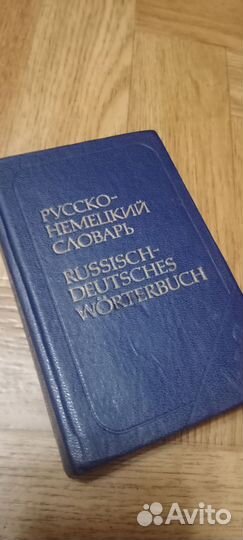 РУССКО-
НЕМЕЦКИЙ
СЛОВАРЬ
RUSSISCH-
DEUTSCHES
WÖRTERBUCH
Avito